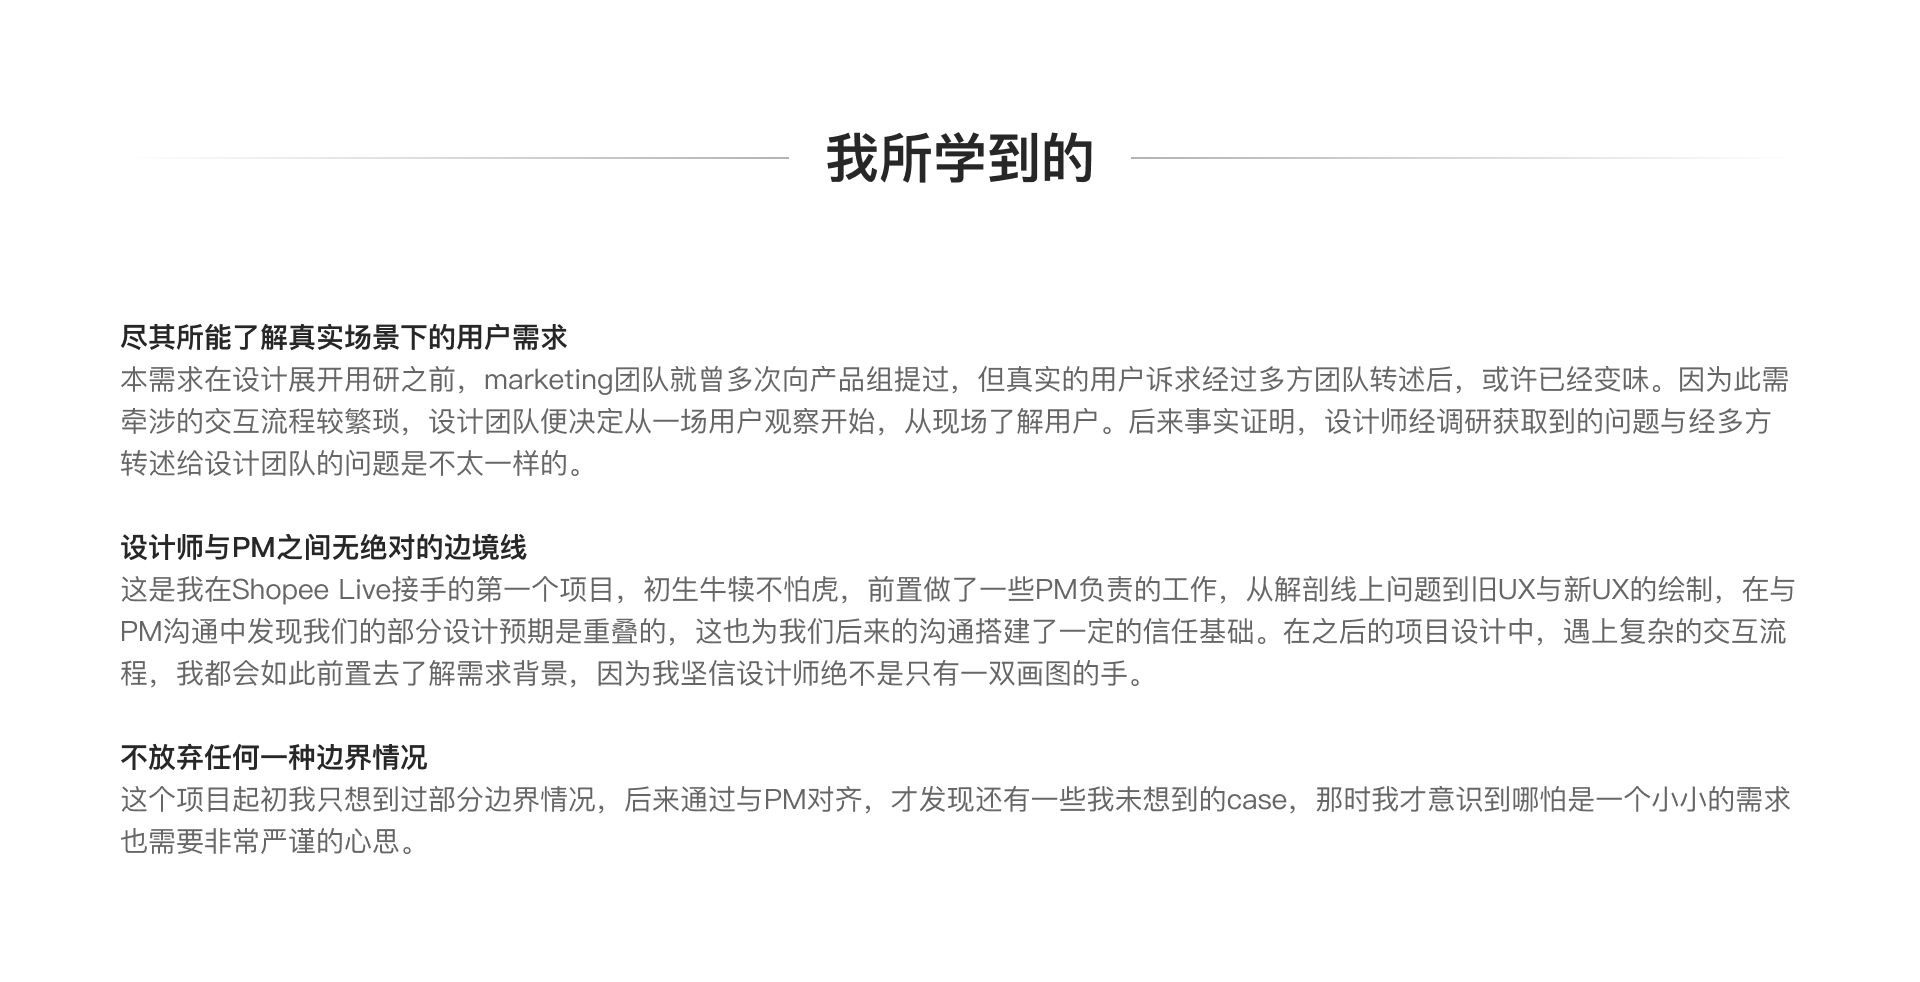 我所学到的
尽其所能了解真实场景下的用户需求
本需求在设计展开用研之前，marketing团队就曾多次向产品组提过，但真实的用户诉求经过多方团队转述后，或许已经变味。因为此需
牵涉的交互流程较繁琐，设计团队便决定从一场用户观察开始，从现场了解用户。后来事实证明，设计师经调研获取到的问题与经多方
转述给设计团队的问题是不太一样的。
设计师与PM之间无绝对的边境线
这是我在Shopee Live接手的第一个项目，初生牛犊不怕虎，前置做了一些PM负责的工作，从解剖线上问题到旧UX与新UX的绘制，在与
PM沟通中发现我们的部分设计预期是重叠的，这也为我们后来的沟通搭建了一定的信任基础。在之后的项目设计中，遇上复杂的交互流
程，我都会如此前置去了解需求背景，因为我坚信设计师绝不是只有一双画图的手。
不放弃任何一种边界情况
这个项目起初我只想到过部分边界情况，后来通过与PM对齐，才发现还有一些我未想到的case，那时我才意识到哪怕是一个小小的需求
也需要非常严谨的心思。